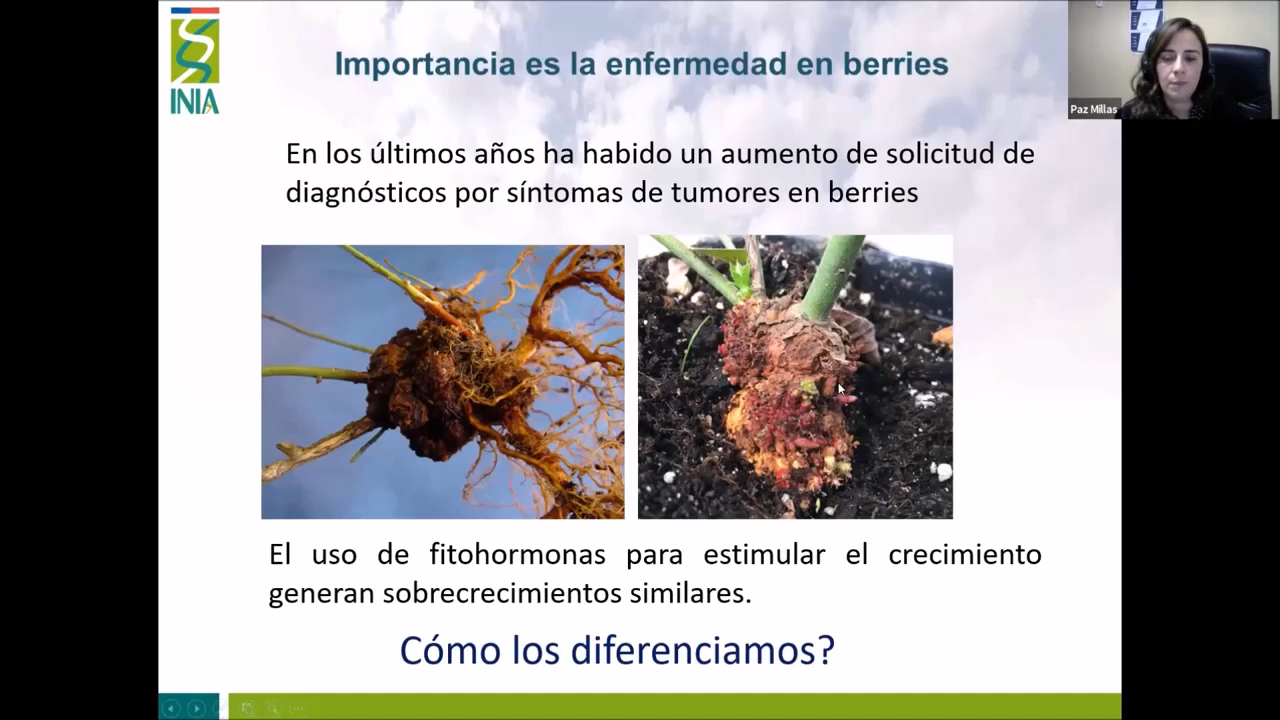 INIA
Importancia es la enfermedad en berries
Paz Millas
En los últimos años ha habido un aumento de solicitud de
diagnósticos por síntomas de tumores en berries
El uso de fitohormonas para estimular el crecimiento
generan sobrecrecimientos similares.
Cómo los diferenciamos?